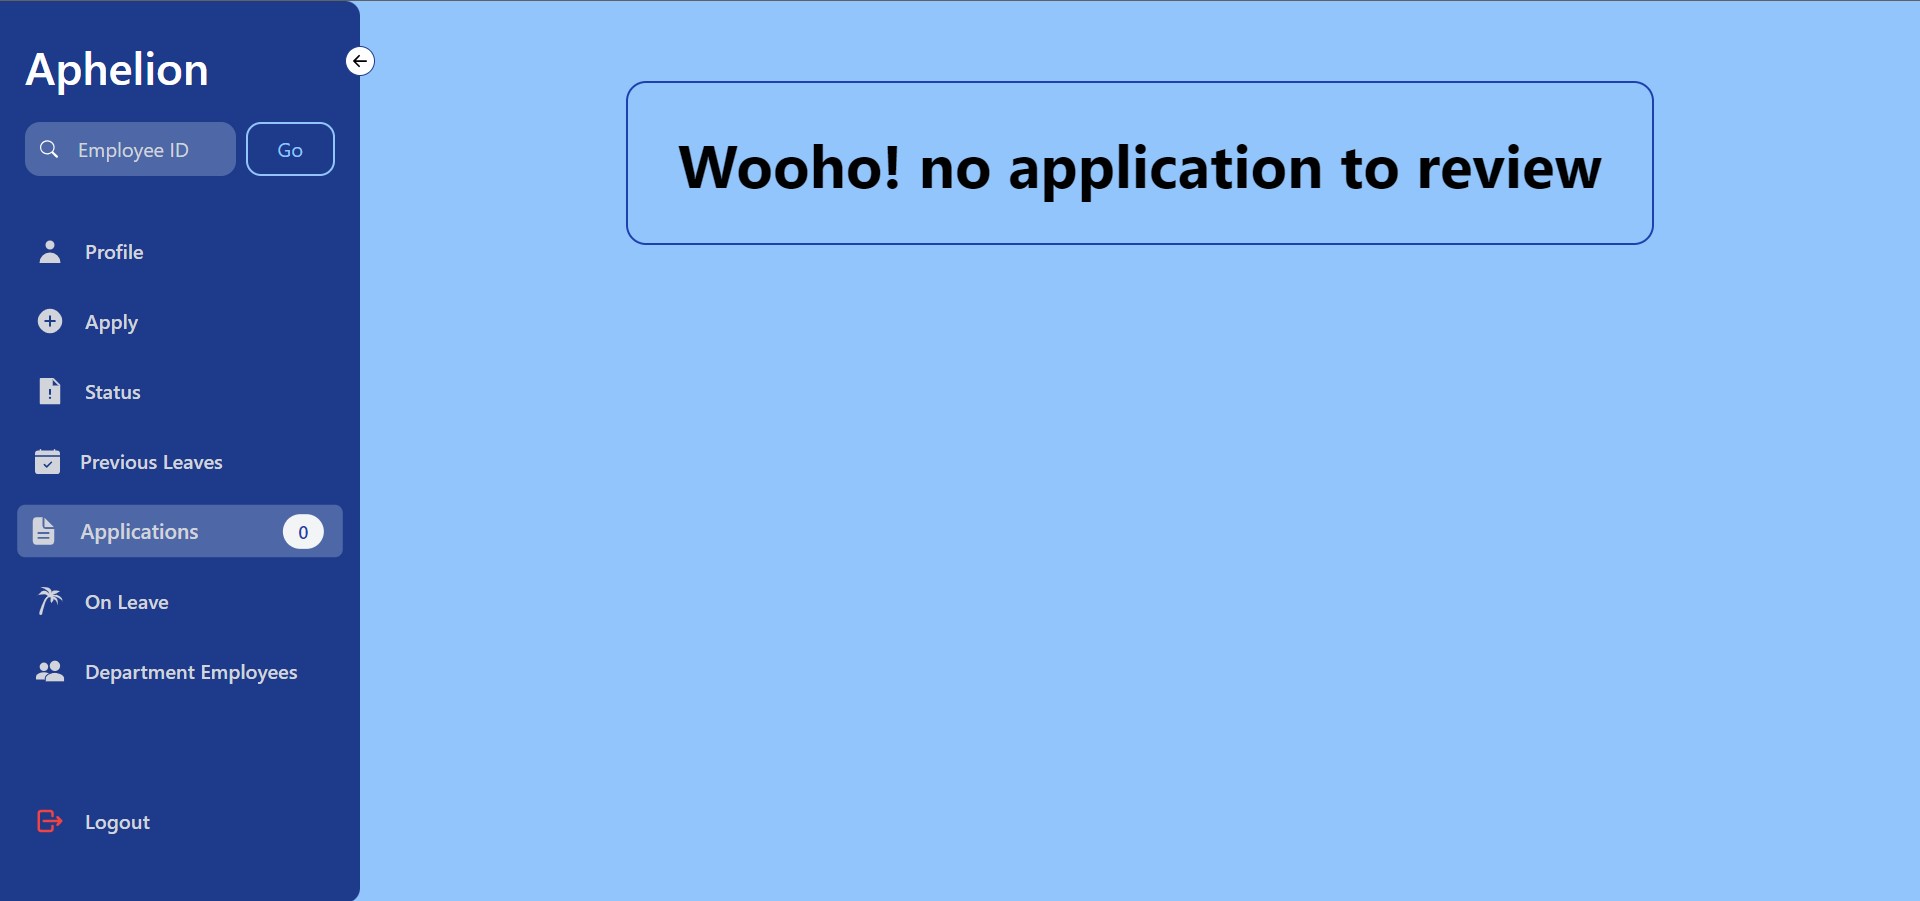 Aphelion
Employee ID
Go
Profile
Apply
Status
Previous Leaves
Applications
0
On Leave
Department Employees
Logout
Wooho! no application to review